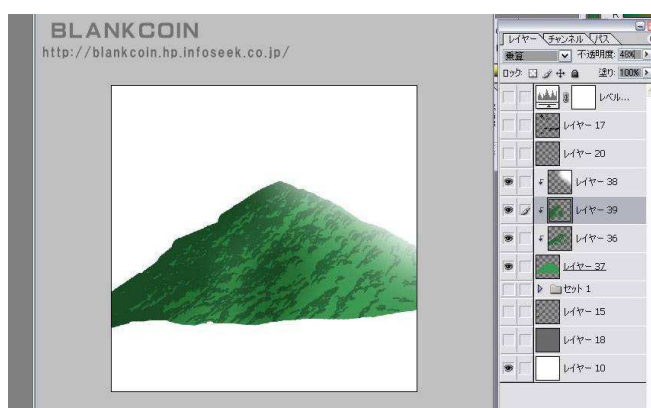 BLANKCOIN
http://blankcoin.hp.infoseek.co.jp/
レイヤー チャンネル パス
乗算 不透明度: 48%
ロック: 塗り: 100%
レベル...
レイヤー 17
レイヤー 20
レイヤー 38
レイヤー 39
レイヤー 36
レイヤー 37
セット 1
レイヤー 15
レイヤー 18
レイヤー 10